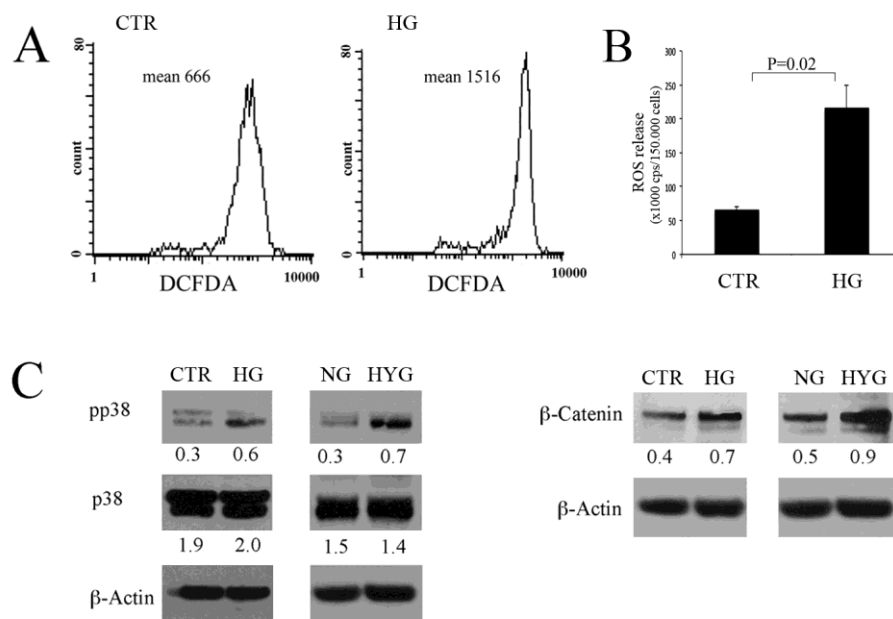 A
CTR
80
mean 666
count
0
1
10000
DCFDA
HG
80
mean 1516
count
0
1
10000
DCFDA
B
P=0.02
ROS release
(x1000 cps/150.000 cells)
300
250
200
150
100
50
0
CTR HG
C
CTR HG NG HYG
pp38
0.3 0.6 0.3 0.7
p38
1.9 2.0 1.5 1.4
β-Actin
CTR HG NG HYG
β-Catenin
0.4 0.7 0.5 0.9
β-Actin